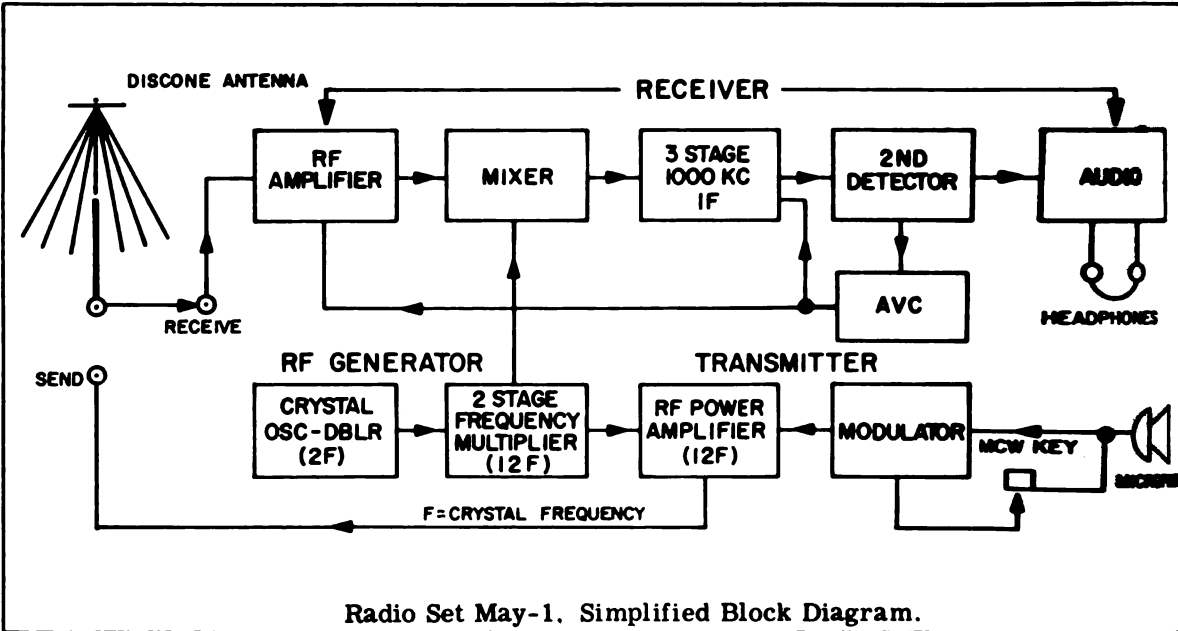 DISCONE ANTENNA
RECEIVER
RF
AMPLIFIER
MIXER
3 STAGE
1000 KC
IF
2ND
DETECTOR
AUDIO
RECEIVE
AVC
HEADPHONES
RF GENERATOR
TRANSMITTER
SEND
CRYSTAL
OSC-DBLR
(2F)
2 STAGE
FREQUENCY
MULTIPLIER
(12F)
RF POWER
AMPLIFIER
(12F)
MODULATOR
MCW KEY
F=CRYSTAL FREQUENCY
Radio Set May-1, Simplified Block Diagram.